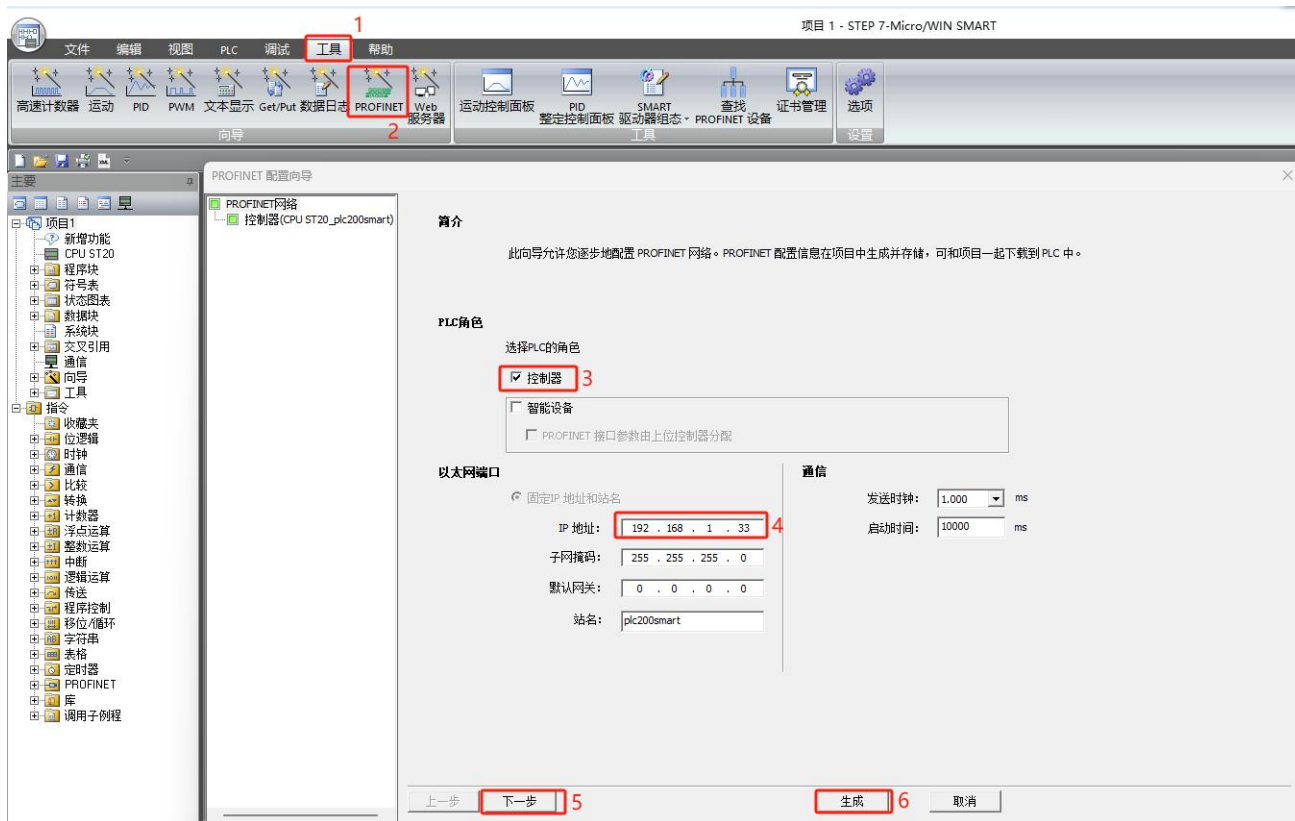 1
项目 1 - STEP 7-Micro/WIN SMART
文件 编辑 视图 PLC 调试 工具 帮助
高速计数器 运动 PID PWM 文本显示 Get/Put 数据日志 PROFINET Web 服务器 运动控制面板 PID 整定控制面板 SMART 驱动器组态 查找 PROFINET 设备 证书管理 选项
2
向导 工具 设置
主要
PROFINET 配置向导
项目1
新增功能
CPU ST20
程序块
符号表
状态图表
数据块
系统块
交叉引用
通信
向导
工具
指令
收藏夹
位逻辑
时钟
通信
比较
转换
计数器
浮点运算
整数运算
中断
逻辑运算
传送
程序控制
移位/循环
字符串
表格
定时器
PROFINET
库
调用子例程
PROFINET网络
控制器(CPU ST20_plc200smart)
简介
此向导允许您逐步地配置 PROFINET 网络。PROFINET 配置信息在项目中生成并存储，可和项目一起下载到 PLC 中。
PLC角色
选择PLC的角色
控制器 3
智能设备
PROFINET 接口参数由上位控制器分配
以太网端口
固定IP 地址和站名
IP 地址: 192 . 168 . 1 . 33 4
子网掩码: 255 . 255 . 255 . 0
默认网关: 0 . 0 . 0 . 0
站名: plc200smart
通信
发送时钟: 1.000 ms
启动时间: 10000 ms
上一步 下一步 5 生成 6 取消